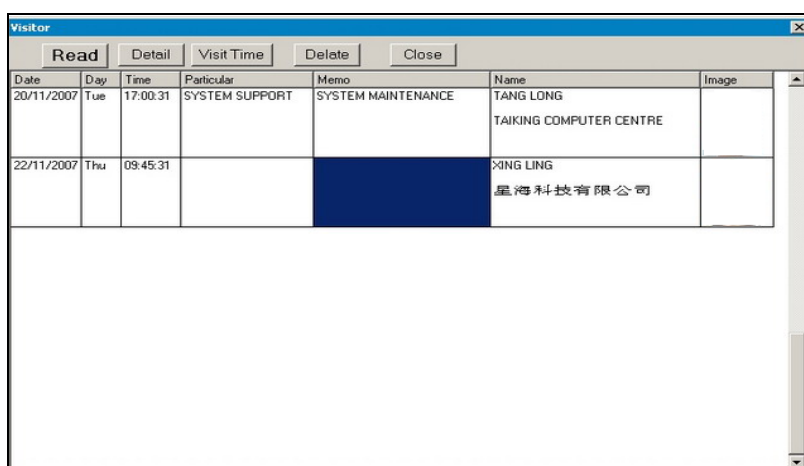 Visitor
Read Detail Visit Time Delate Close
Date Day Time Particular Memo Name Image
20/11/2007 Tue 17:00:31 SYSTEM SUPPORT SYSTEM MAINTENANCE TANG LONG
TAIKING COMPUTER CENTRE
22/11/2007 Thu 09:45:31 XING LING
星海科技有限公司